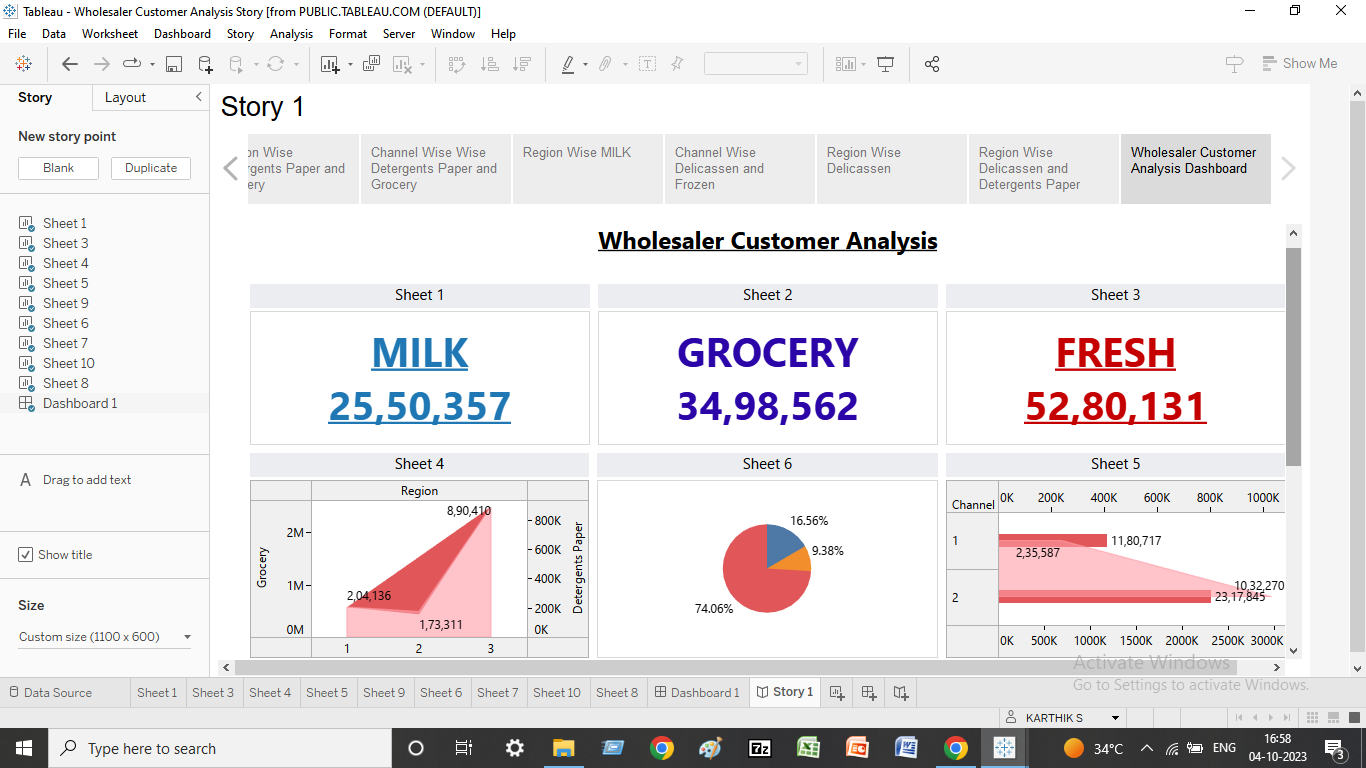 Tableau - Wholesaler Customer Analysis Story [from PUBLIC.TABLEAU.COM (DEFAULT)]
File Data Worksheet Dashboard Story Analysis Format Server Window Help
Show Me
Story Layout
New story point
Blank Duplicate
Sheet 1
Sheet 3
Sheet 4
Sheet 5
Sheet 9
Sheet 6
Sheet 7
Sheet 10
Sheet 8
Dashboard 1
A Drag to add text
Show title
Size
Custom size (1100 x 600)
Story 1
on Wise
rgents Paper and
ery
Channel Wise Wise
Detergents Paper and
Grocery
Region Wise MILK
Channel Wise
Delicassen and
Frozen
Region Wise
Delicassen
Region Wise
Delicassen and
Detergents Paper
Wholesaler Customer
Analysis Dashboard
Wholesaler Customer Analysis
Sheet 1
MILK
25,50,357
Sheet 2
GROCERY
34,98,562
Sheet 3
FRESH
52,80,131
Sheet 4
Region
8,90,410
2M
1M
0M
Grocery
2,04,136
1,73,311
800K
600K
400K
200K
0K
Detergents Paper
1 2 3
Sheet 6
16.56%
9.38%
74.06%
Sheet 5
Channel
0K 200K 400K 600K 800K 1000K
1
11,80,717
2,35,587
2
10,32,270
23,17,845
0K 500K 1000K 1500K 2000K 2500K 3000K
Activate Windows
Go to Settings to activate Windows.
Data Source Sheet 1 Sheet 3 Sheet 4 Sheet 5 Sheet 9 Sheet 6 Sheet 7 Sheet 10 Sheet 8 Dashboard 1 Story 1
KARTHIK S
Type here to search
7z
34°C
ENG
16:58
04-10-2023
3